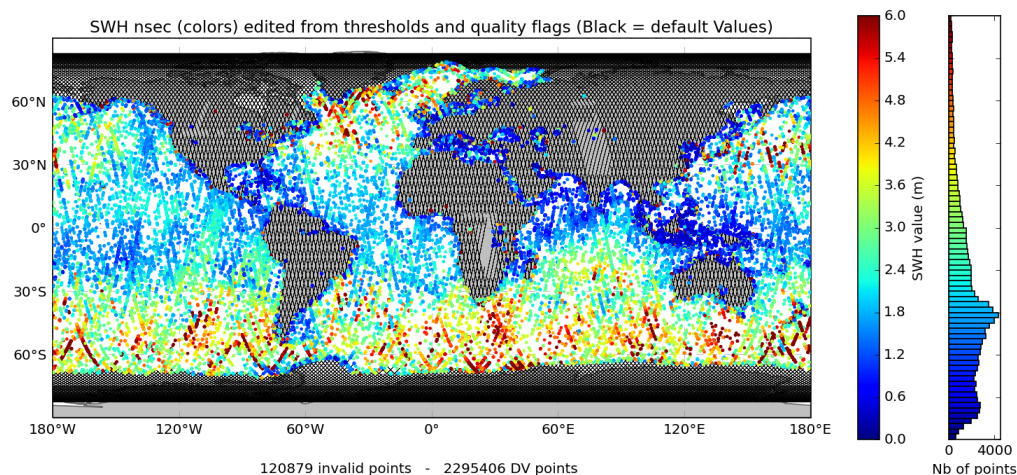 SWH nsec (colors) edited from thresholds and quality flags (Black = default Values)
60°N
30°N
0°
30°S
60°S
180°W 120°W 60°W 0° 60°E 120°E 180°E
120879 invalid points - 2295406 DV points
6.0
5.4
4.8
4.2
3.6
3.0
2.4
1.8
1.2
0.6
0.0
SWH value (m)
0 4000
Nb of points